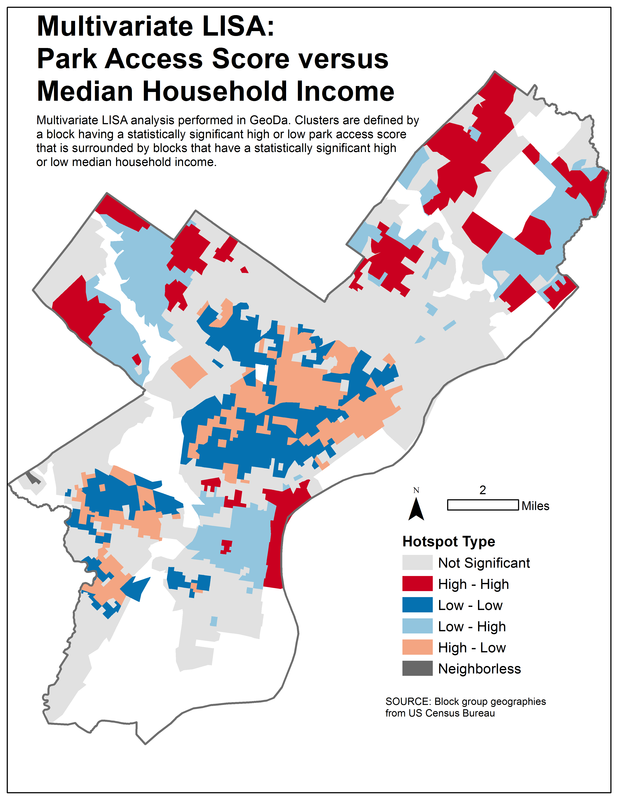 Multivariate LISA:
Park Access Score versus
Median Household Income
Multivariate LISA analysis performed in GeoDa. Clusters are defined by
a block having a statistically significant high or low park access score
that is surrounded by blocks that have a statistically significant high
or low median household income.
N
2
Miles
Hotspot Type
Not Significant
High - High
Low - Low
Low - High
High - Low
Neighborless
SOURCE: Block group geographies
from US Census Bureau